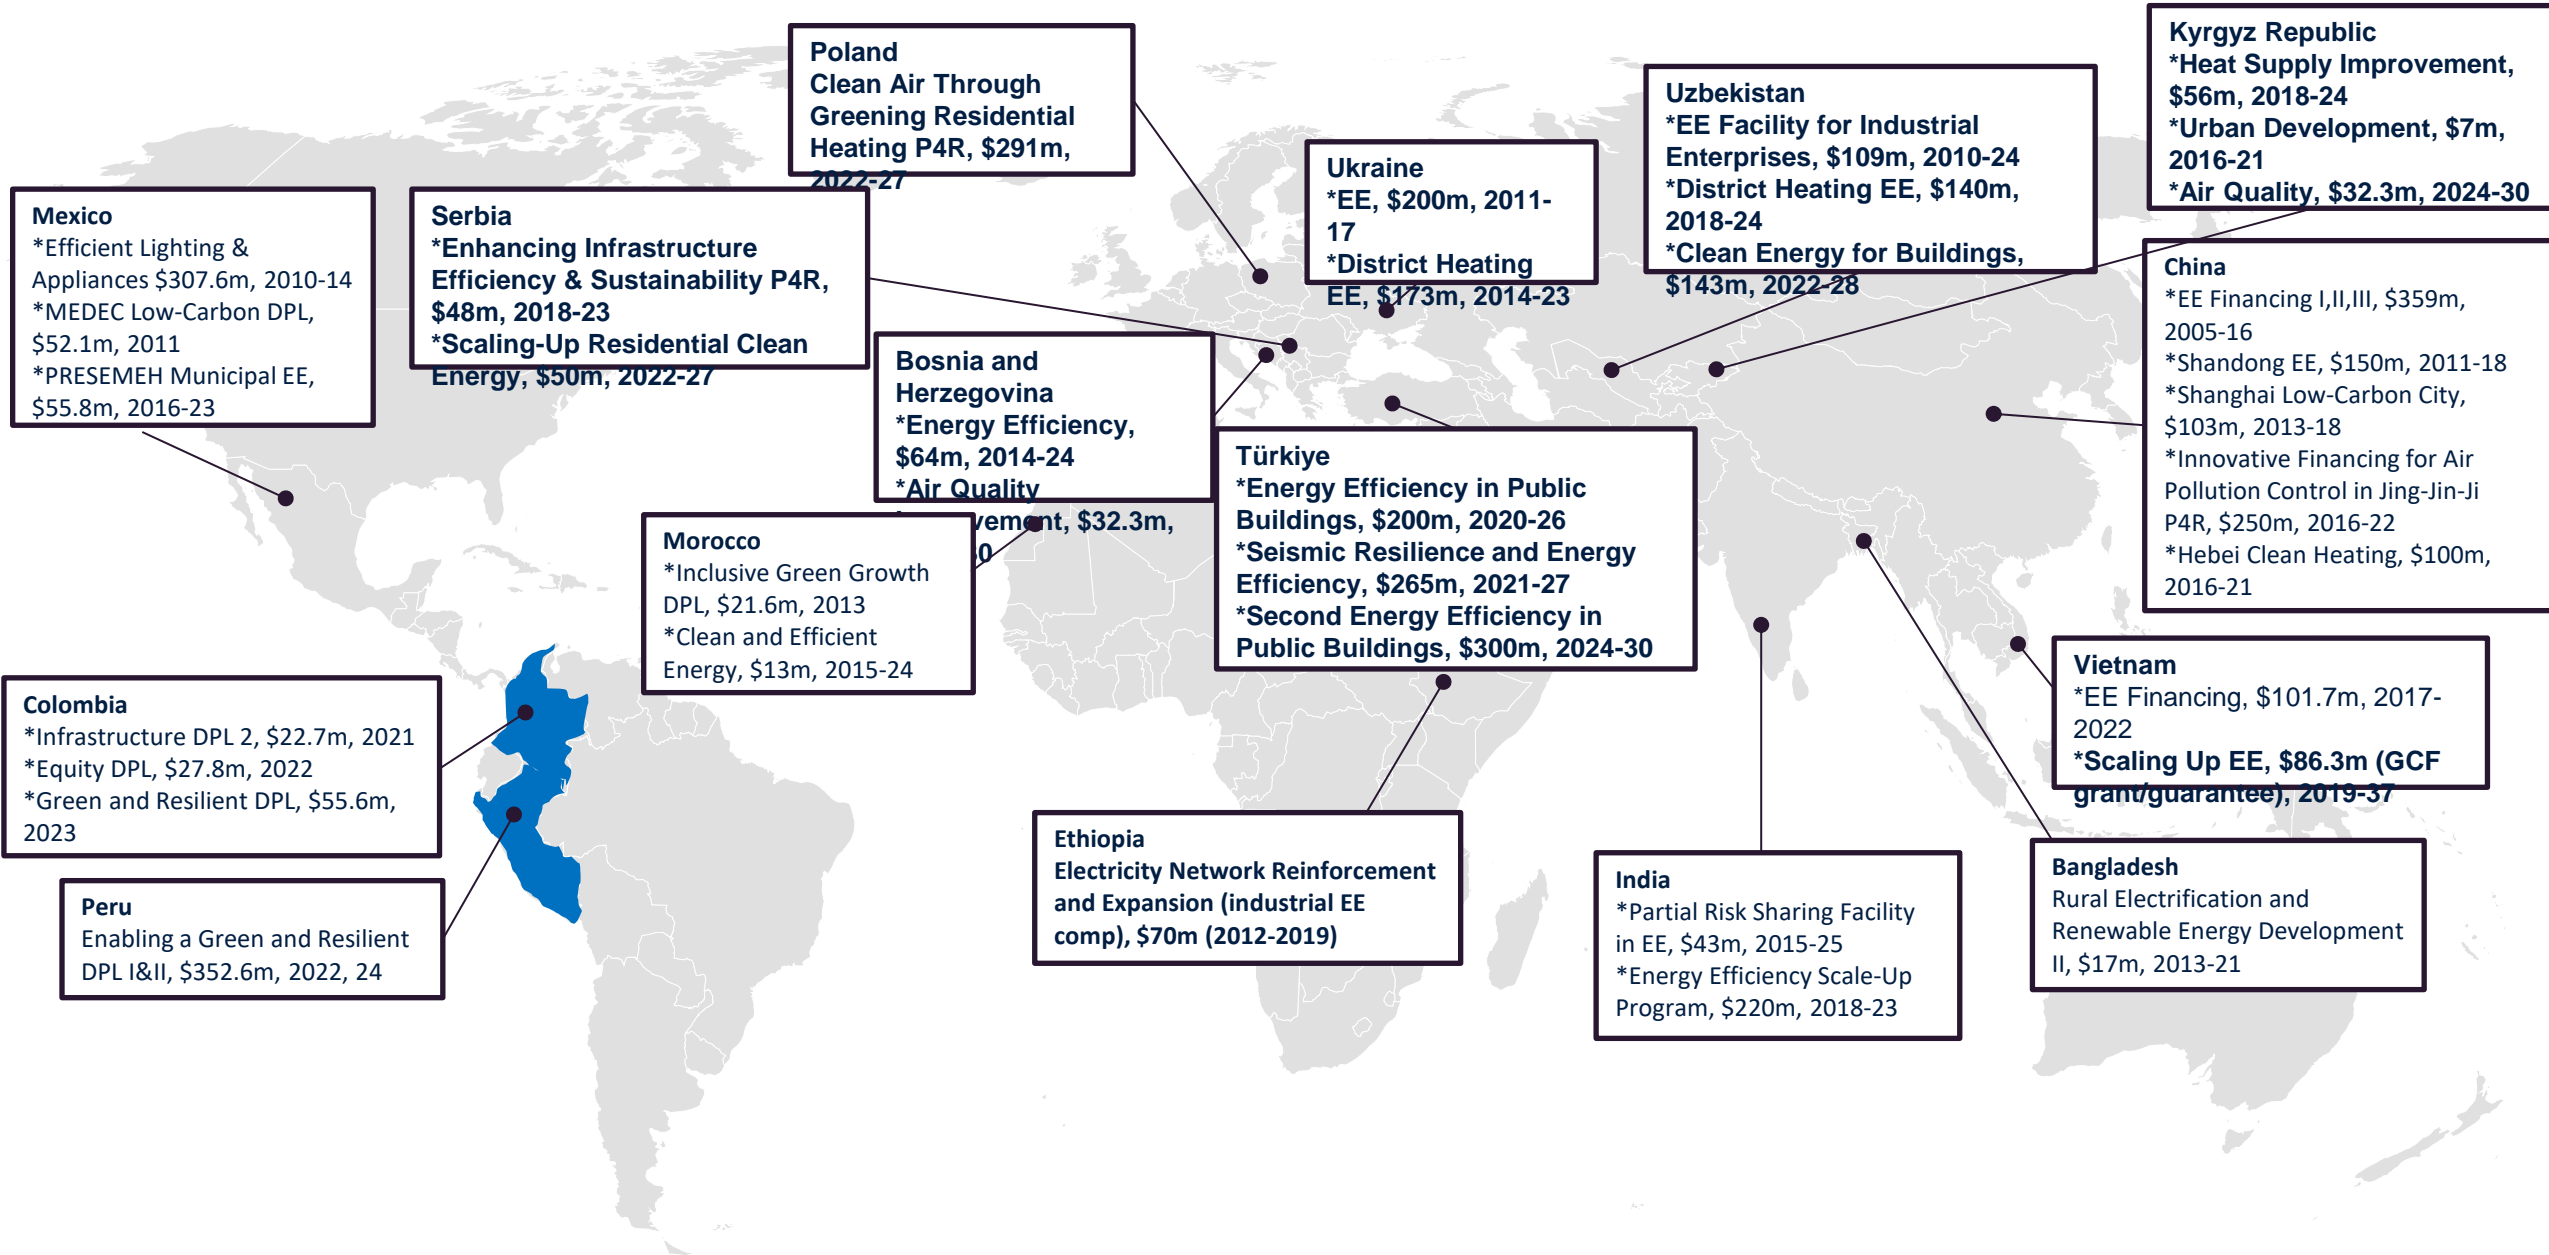 Poland
Clean Air Through
Greening Residential
Heating P4R, $291m,
2022-27
Kyrgyz Republic
*Heat Supply Improvement,
$56m, 2018-24
*Urban Development, $7m,
2016-21
*Air Quality, $32.3m, 2024-30
Uzbekistan
*EE Facility for Industrial
Enterprises, $109m, 2010-24
*District Heating EE, $140m,
2018-24
*Clean Energy for Buildings,
$143m, 2022-28
Ukraine
*EE, $200m, 2011-
17
*District Heating
EE, $173m, 2014-23
Mexico
*Efficient Lighting &
Appliances $307.6m, 2010-14
*MEDEC Low-Carbon DPL,
$52.1m, 2011
*PRESEMEH Municipal EE,
$55.8m, 2016-23
Serbia
*Enhancing Infrastructure
Efficiency & Sustainability P4R,
$48m, 2018-23
*Scaling-Up Residential Clean
Energy, $50m, 2022-27
Bosnia and
Herzegovina
*Energy Efficiency,
$64m, 2014-24
*Air Quality
$32.3m,
China
*EE Financing I,II,III, $359m,
2005-16
*Shandong EE, $150m, 2011-18
*Shanghai Low-Carbon City,
$103m, 2013-18
*Innovative Financing for Air
Pollution Control in Jing-Jin-Ji
P4R, $250m, 2016-22
*Hebei Clean Heating, $100m,
2016-21
Türkiye
*Energy Efficiency in Public
Buildings, $200m, 2020-26
*Seismic Resilience and Energy
Efficiency, $265m, 2021-27
*Second Energy Efficiency in
Public Buildings, $300m, 2024-30
Morocco
*Inclusive Green Growth
DPL, $21.6m, 2013
*Clean and Efficient
Energy, $13m, 2015-24
Colombia
*Infrastructure DPL 2, $22.7m, 2021
*Equity DPL, $27.8m, 2022
*Green and Resilient DPL, $55.6m,
2023
Vietnam
*EE Financing, $101.7m, 2017-
2022
*Scaling Up EE, $86.3m (GCF
grant/guarantee), 2019-37
Peru
Enabling a Green and Resilient
DPL I&II, $352.6m, 2022, 24
Ethiopia
Electricity Network Reinforcement
and Expansion (industrial EE
comp), $70m (2012-2019)
India
*Partial Risk Sharing Facility
in EE, $43m, 2015-25
*Energy Efficiency Scale-Up
Program, $220m, 2018-23
Bangladesh
Rural Electrification and
Renewable Energy Development
II, $17m, 2013-21